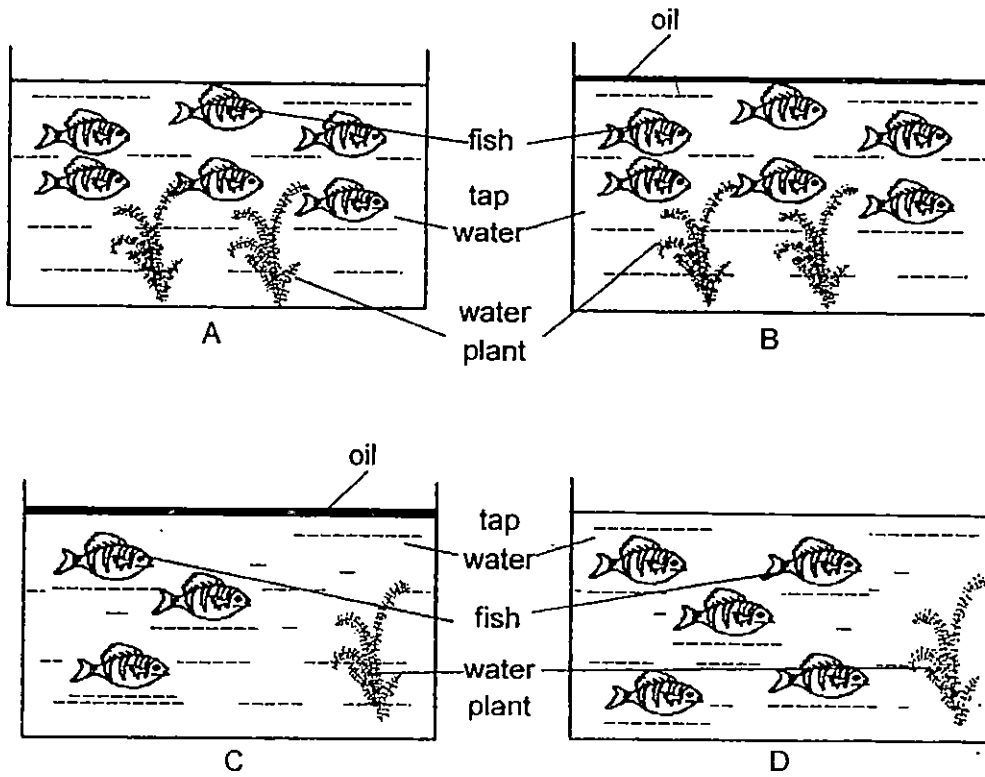 oil
fish
tap
water
water
plant
A
B
oil
tap
water
fish
water
plant
C
D